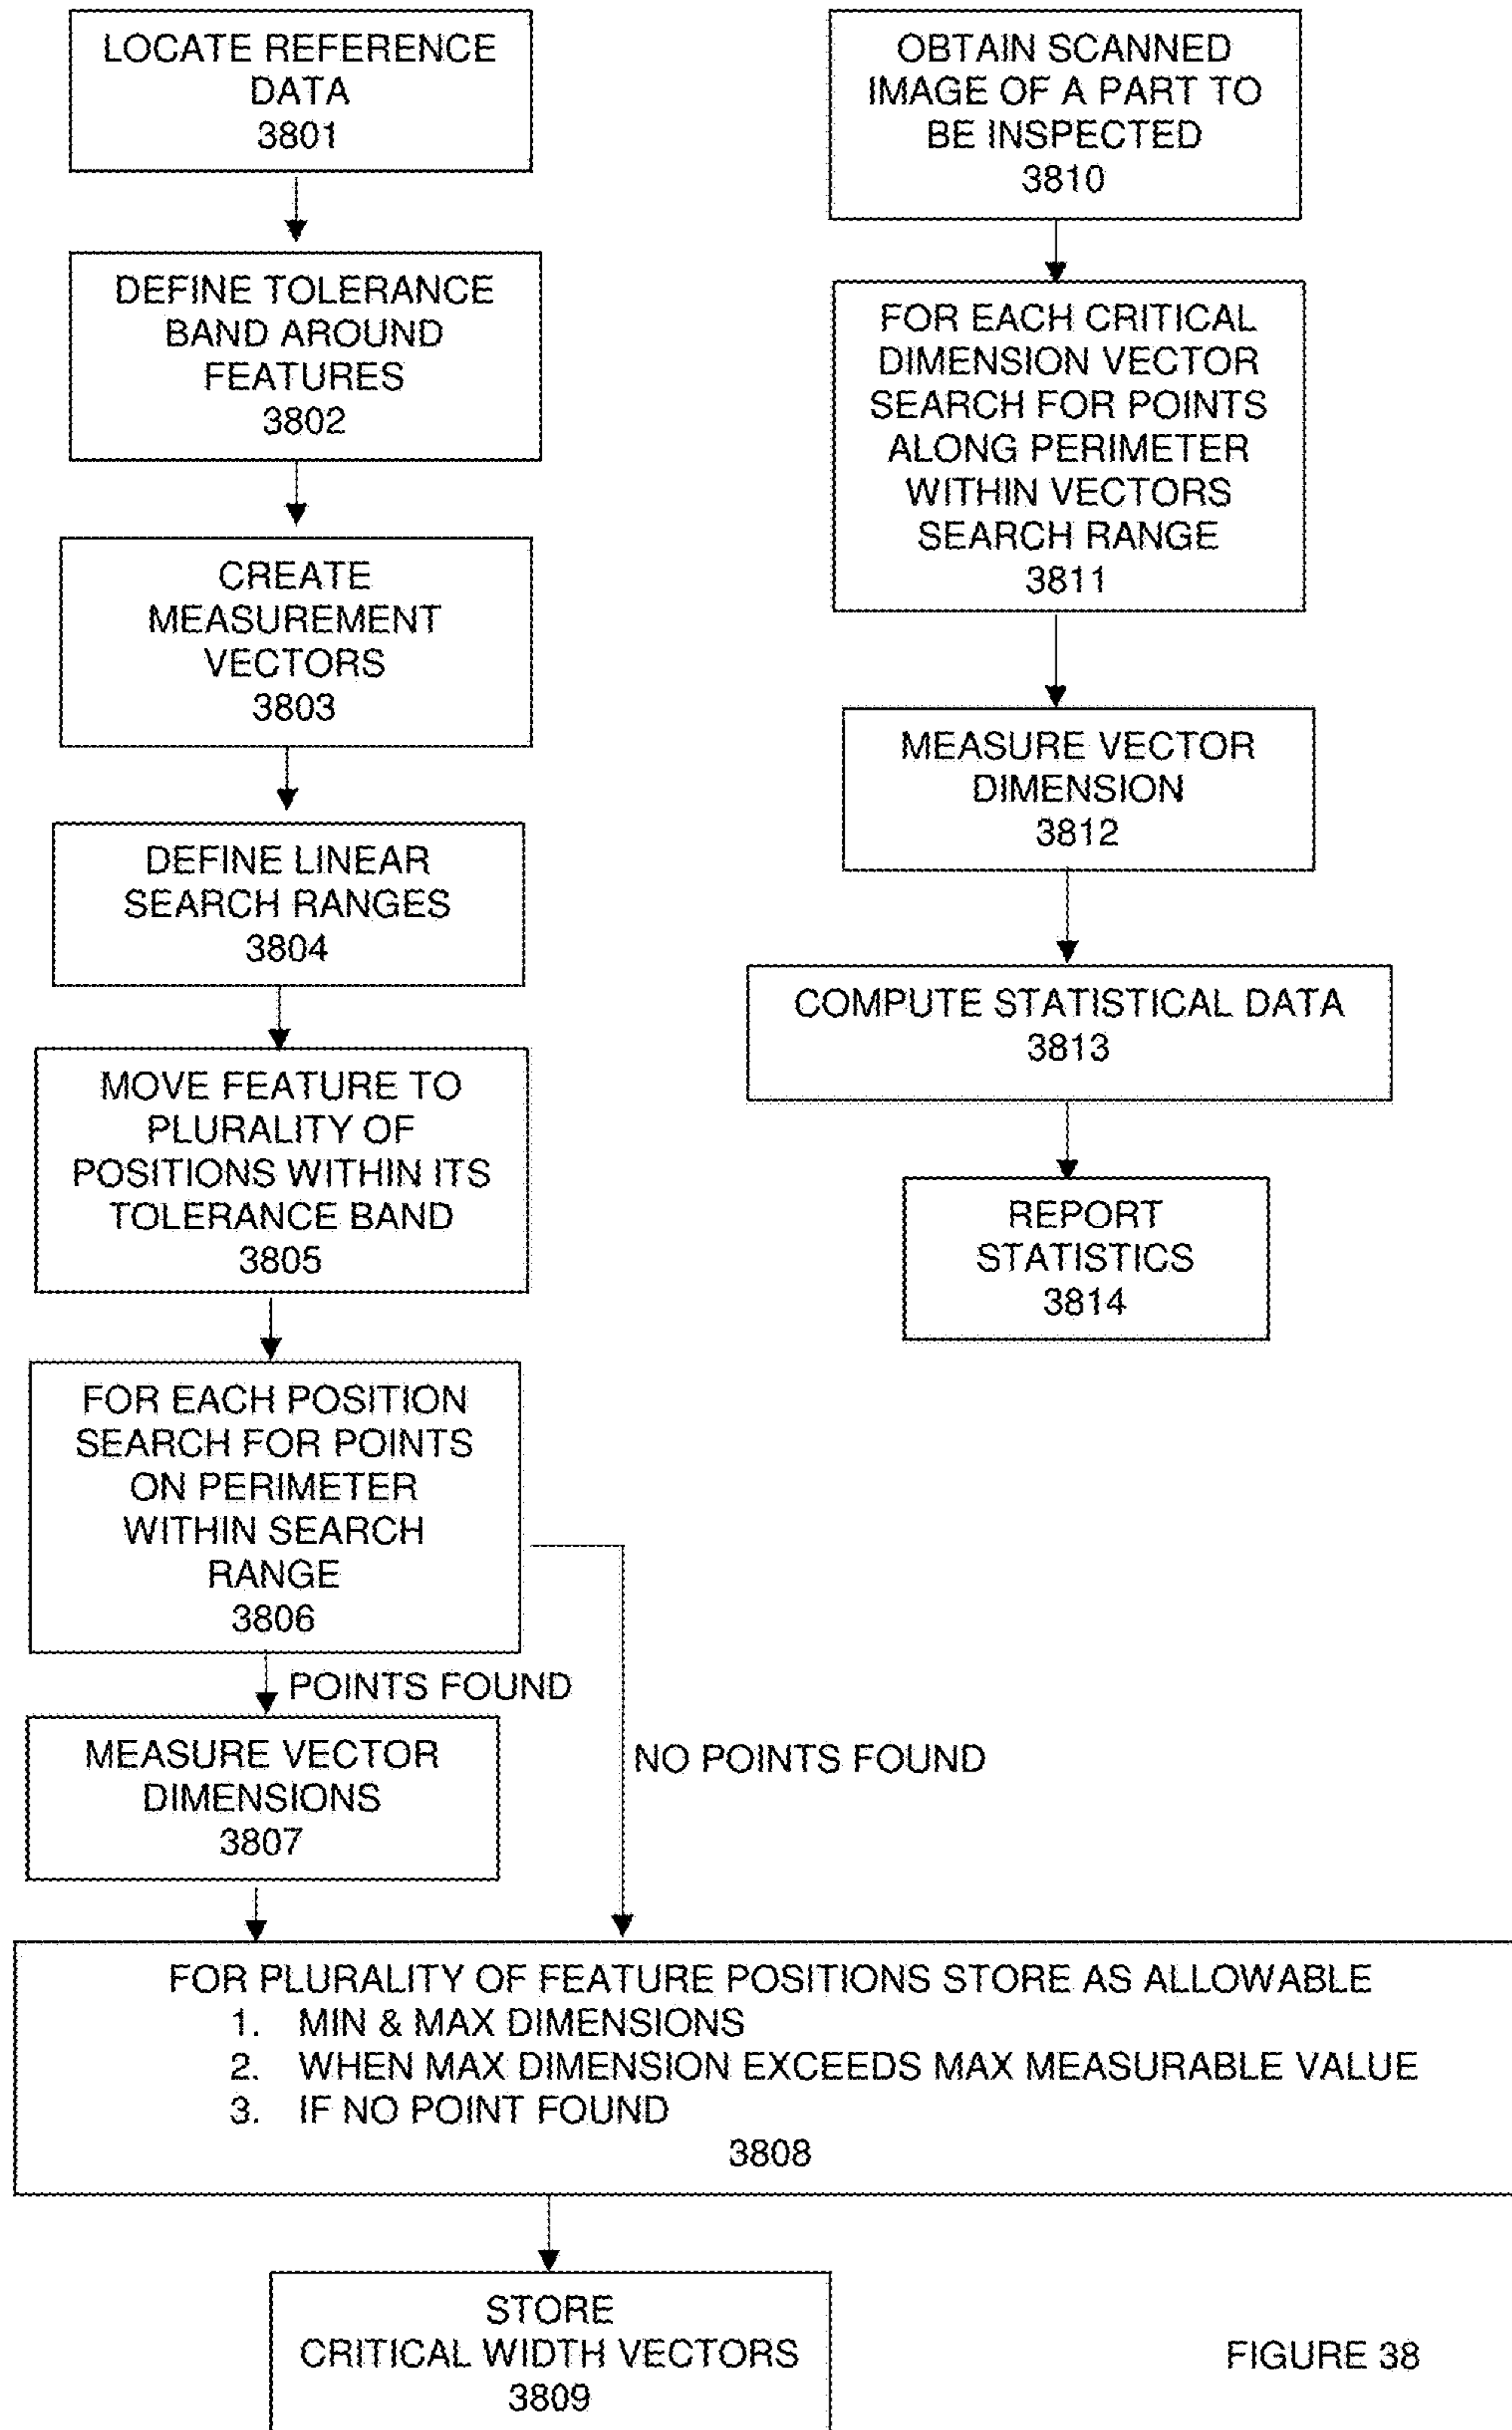 LOCATE REFERENCE
DATA
3801
DEFINE TOLERANCE
BAND AROUND
FEATURES
3802
CREATE
MEASUREMENT
VECTORS
3803
DEFINE LINEAR
SEARCH RANGES
3804
MOVE FEATURE TO
PLURALITY OF
POSITIONS WITHIN ITS
TOLERANCE BAND
3805
FOR EACH POSITION
SEARCH FOR POINTS
ON PERIMETER
WITHIN SEARCH
RANGE
3806
POINTS FOUND
MEASURE VECTOR
DIMENSIONS
3807
NO POINTS FOUND
FOR PLURALITY OF FEATURE POSITIONS STORE AS ALLOWABLE
1. MIN & MAX DIMENSIONS
2. WHEN MAX DIMENSION EXCEEDS MAX MEASURABLE VALUE
3. IF NO POINT FOUND
3808
STORE
CRITICAL WIDTH VECTORS
3809
OBTAIN SCANNED
IMAGE OF A PART TO
BE INSPECTED
3810
FOR EACH CRITICAL
DIMENSION VECTOR
SEARCH FOR POINTS
ALONG PERIMETER
WITHIN VECTORS
SEARCH RANGE
3811
MEASURE VECTOR
DIMENSION
3812
COMPUTE STATISTICAL DATA
3813
REPORT
STATISTICS
3814
FIGURE 38